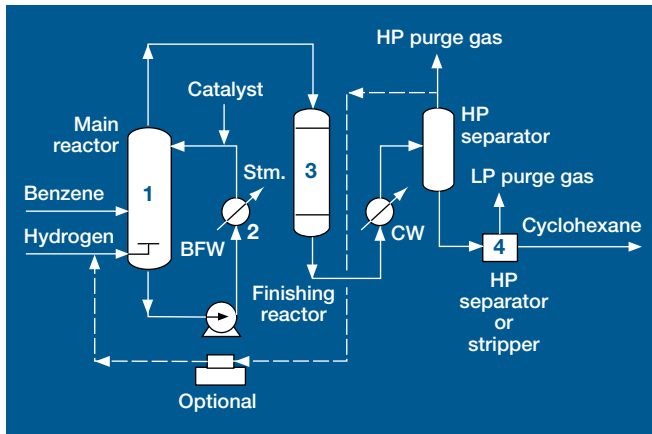 HP purge gas
Catalyst
Main
reactor
HP
separator
Stm.
1
3
LP purge gas
Benzene
2
Cyclohexane
Hydrogen
BFW
CW
4
Finishing
reactor
HP
separator
or
stripper
Optional